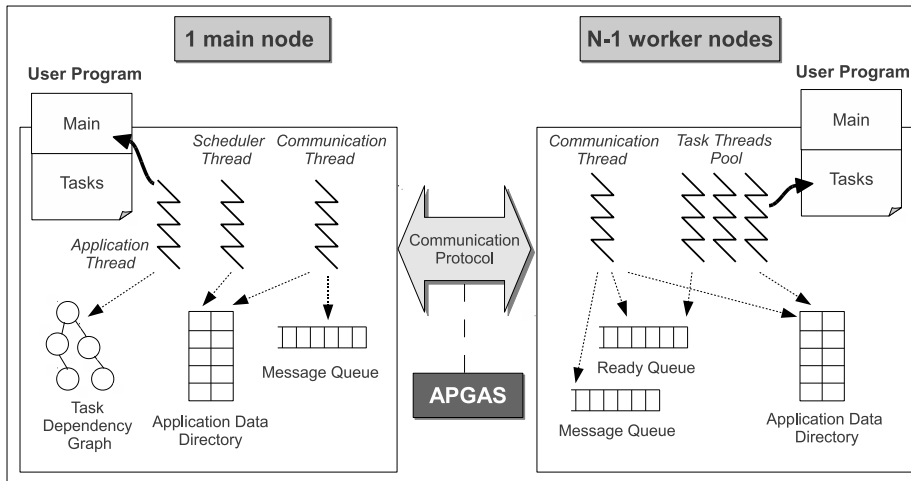 1 main node
N-1 worker nodes
User Program
Main
Tasks
Scheduler
Thread
Communication
Thread
Application
Thread
Task
Dependency
Graph
Application Data
Directory
Message Queue
Communication
Protocol
APGAS
User Program
Main
Tasks
Communication
Thread
Task Threads
Pool
Ready Queue
Message Queue
Application Data
Directory